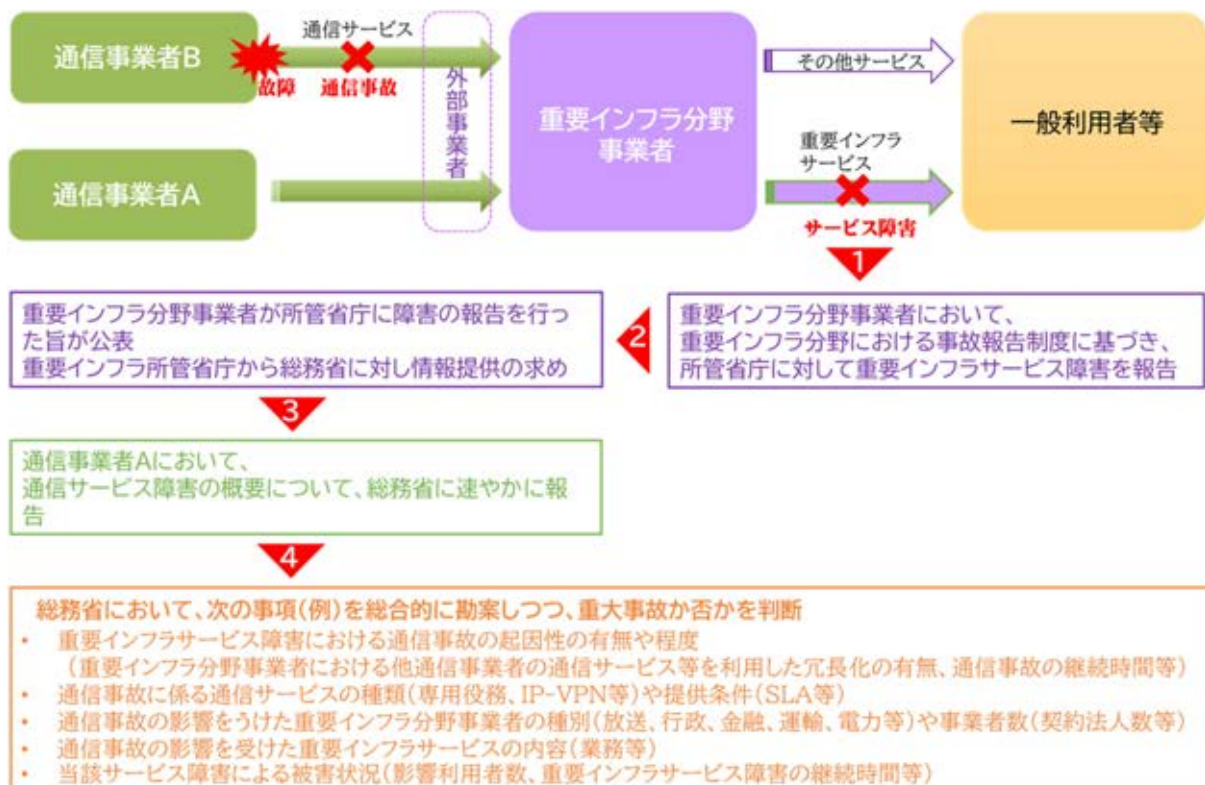 通信事業者B
故障
通信サービス
通信事故
外部事業者
重要インフラ分野
事業者
その他サービス
重要インフラ
サービス
サービス障害
一般利用者等
通信事業者A
1
重要インフラ分野事業者において、
重要インフラ分野における事故報告制度に基づき、
所管省庁に対して重要インフラサービス障害を報告
2
重要インフラ分野事業者が所管省庁に障害の報告を行っ
た旨が公表
重要インフラ所管省庁から総務省に対し情報提供の求め
3
通信事業者Aにおいて、
通信サービス障害の概要について、総務省に速やかに報
告
4
総務省において、次の事項(例)を総合的に勘案しつつ、重大事故か否かを判断
• 重要インフラサービス障害における通信事故の起因性の有無や程度
(重要インフラ分野事業者における他通信事業者の通信サービス等を利用した冗長化の有無、通信事故の継続時間等)
• 通信事故に係る通信サービスの種類(専用役務、IP-VPN等)や提供条件(SLA等)
• 通信事故の影響をうけた重要インフラ分野事業者の種別(放送、行政、金融、運輸、電力等)や事業者数(契約法人数等)
• 通信事故の影響を受けた重要インフラサービスの内容(業務等)
• 当該サービス障害による被害状況(影響利用者数、重要インフラサービス障害の継続時間等)